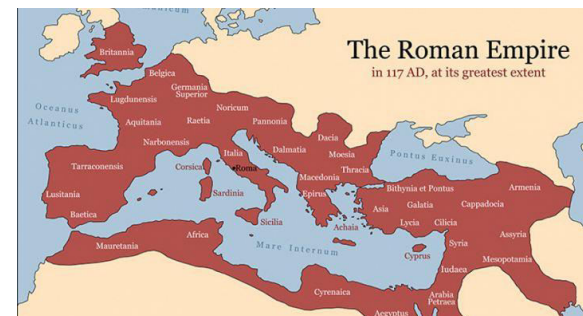 Germanicum
The Roman Empire
in 117 AD, at its greatest extent
Britannia
Belgica
Germania
Superior
Lugdunensis
Noricum
Oceanus
Atlanticus
Aquitania
Raetia
Pannonia
Dacia
Narbonensis
Italia
Dalmatia
Moesia
Pontus Euxinus
Tarraconensis
Corsica
Roma
Thracia
Macedonia
Bithynia et Pontus
Armenia
Lusitania
Sardinia
Epirus
Asia
Galatia
Cappadocia
Baetica
Sicilia
Achaia
Lycia
Cilicia
Mauretania
Africa
Assyria
Syria
Mare Internum
Cyprus
Mesopotamia
Iudaea
Cyrenaica
Arabia
Petraea
Aegyptus